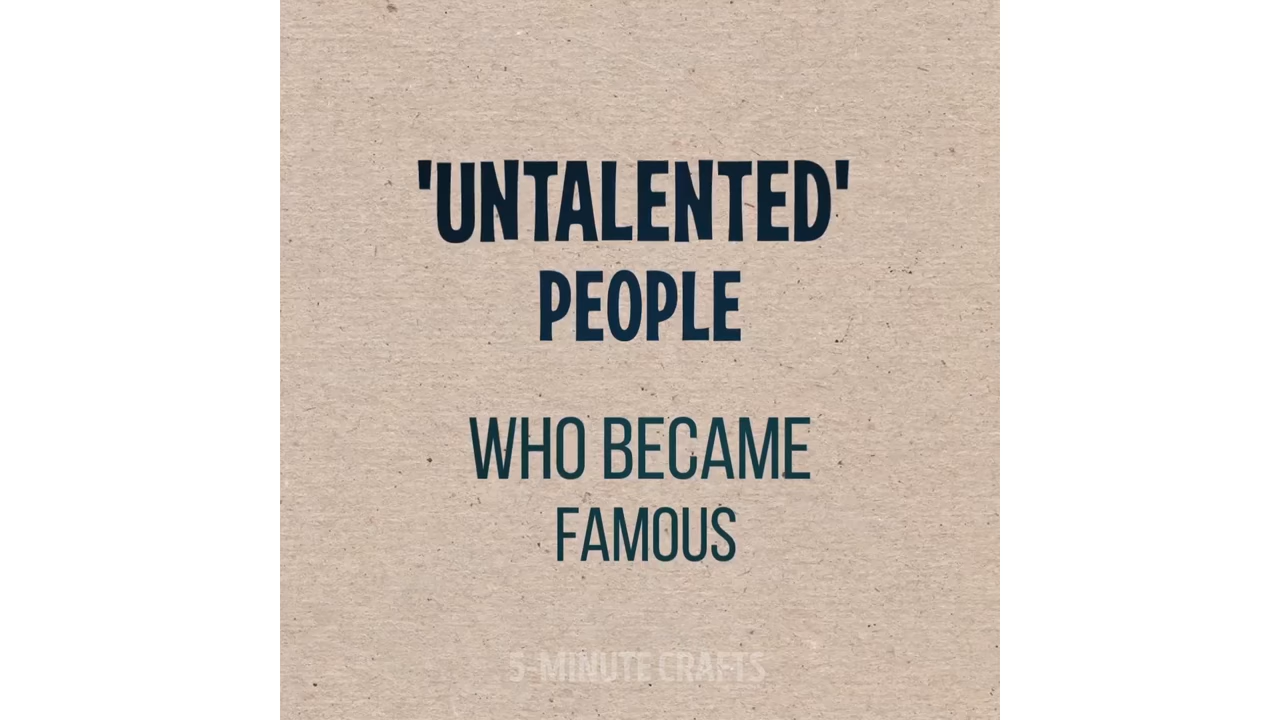 'UNTALENTED'
PEOPLE
WHO BECAME
FAMOUS
5-MINUTE CRAFTS